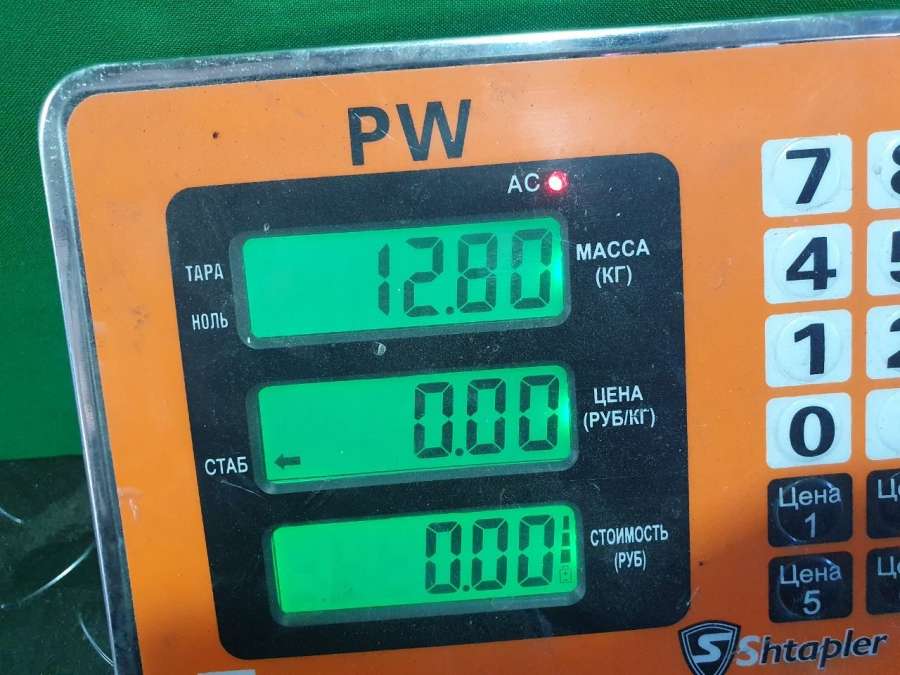 PW
AC
ТАРА
НОЛЬ
12.80
МАССА
(КГ)
СТАБ
0.00
ЦЕНА
(РУБ/КГ)
0.00
СТОИМОСТЬ
(РУБ)
7
4
1
0
Цена
1
Цена
5
S-Shtapler